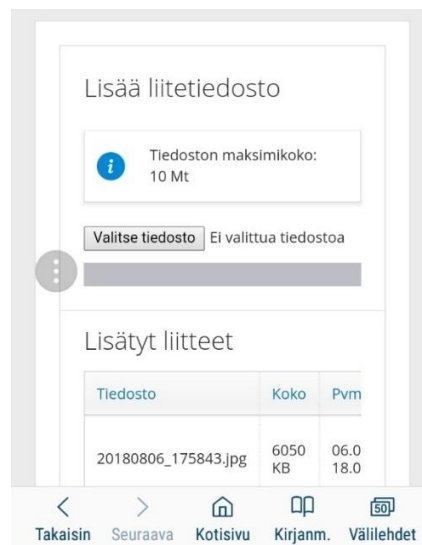 Lisää liitetiedosto
i
Tiedoston maksimikoko:
10 Mt
Valitse tiedosto Ei valittua tiedostoa
Lisätyt liitteet
Tiedosto Koko Pvm
20180806_175843.jpg 6050 06.0
KB 18.0
50
Takaisin Seuraava Kotisivu Kirjanm. Välilehdet